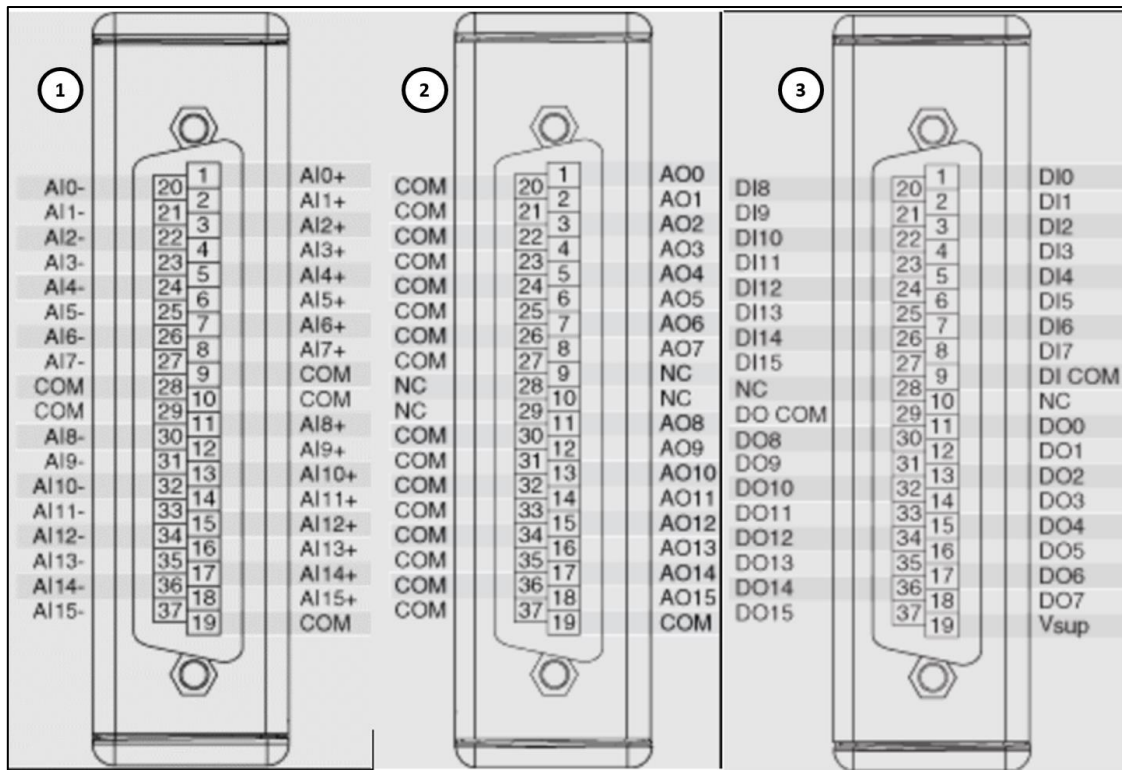 1
AI0- 20 1 AI0+
AI1- 21 2 AI1+
AI2- 22 3 AI2+
AI3- 23 4 AI3+
AI4- 24 5 AI4+
AI5- 25 6 AI5+
AI6- 26 7 AI6+
AI7- 27 8 AI7+
COM 28 9 COM
COM 29 10 COM
AI8- 30 11 AI8+
AI9- 31 12 AI9+
AI10- 32 13 AI10+
AI11- 33 14 AI11+
AI12- 34 15 AI12+
AI13- 35 16 AI13+
AI14- 36 17 AI14+
AI15- 37 18 AI15+
19 COM
2
COM 20 1 AO0
COM 21 2 AO1
COM 22 3 AO2
COM 23 4 AO3
COM 24 5 AO4
COM 25 6 AO5
COM 26 7 AO6
COM 27 8 AO7
NC 28 9 NC
NC 29 10 NC
COM 30 11 AO8
COM 31 12 AO9
COM 32 13 AO10
COM 33 14 AO11
COM 34 15 AO12
COM 35 16 AO13
COM 36 17 AO14
COM 37 18 AO15
19 COM
3
DI8 20 1 DI0
DI9 21 2 DI1
DI10 22 3 DI2
DI11 23 4 DI3
DI12 24 5 DI4
DI13 25 6 DI5
DI14 26 7 DI6
DI15 27 8 DI7
NC 28 9 DI COM
DO COM 29 10 NC
DO8 30 11 DO0
DO9 31 12 DO1
DO10 32 13 DO2
DO11 33 14 DO3
DO12 34 15 DO4
DO13 35 16 DO5
DO14 36 17 DO6
DO15 37 18 DO7
19 Vsup